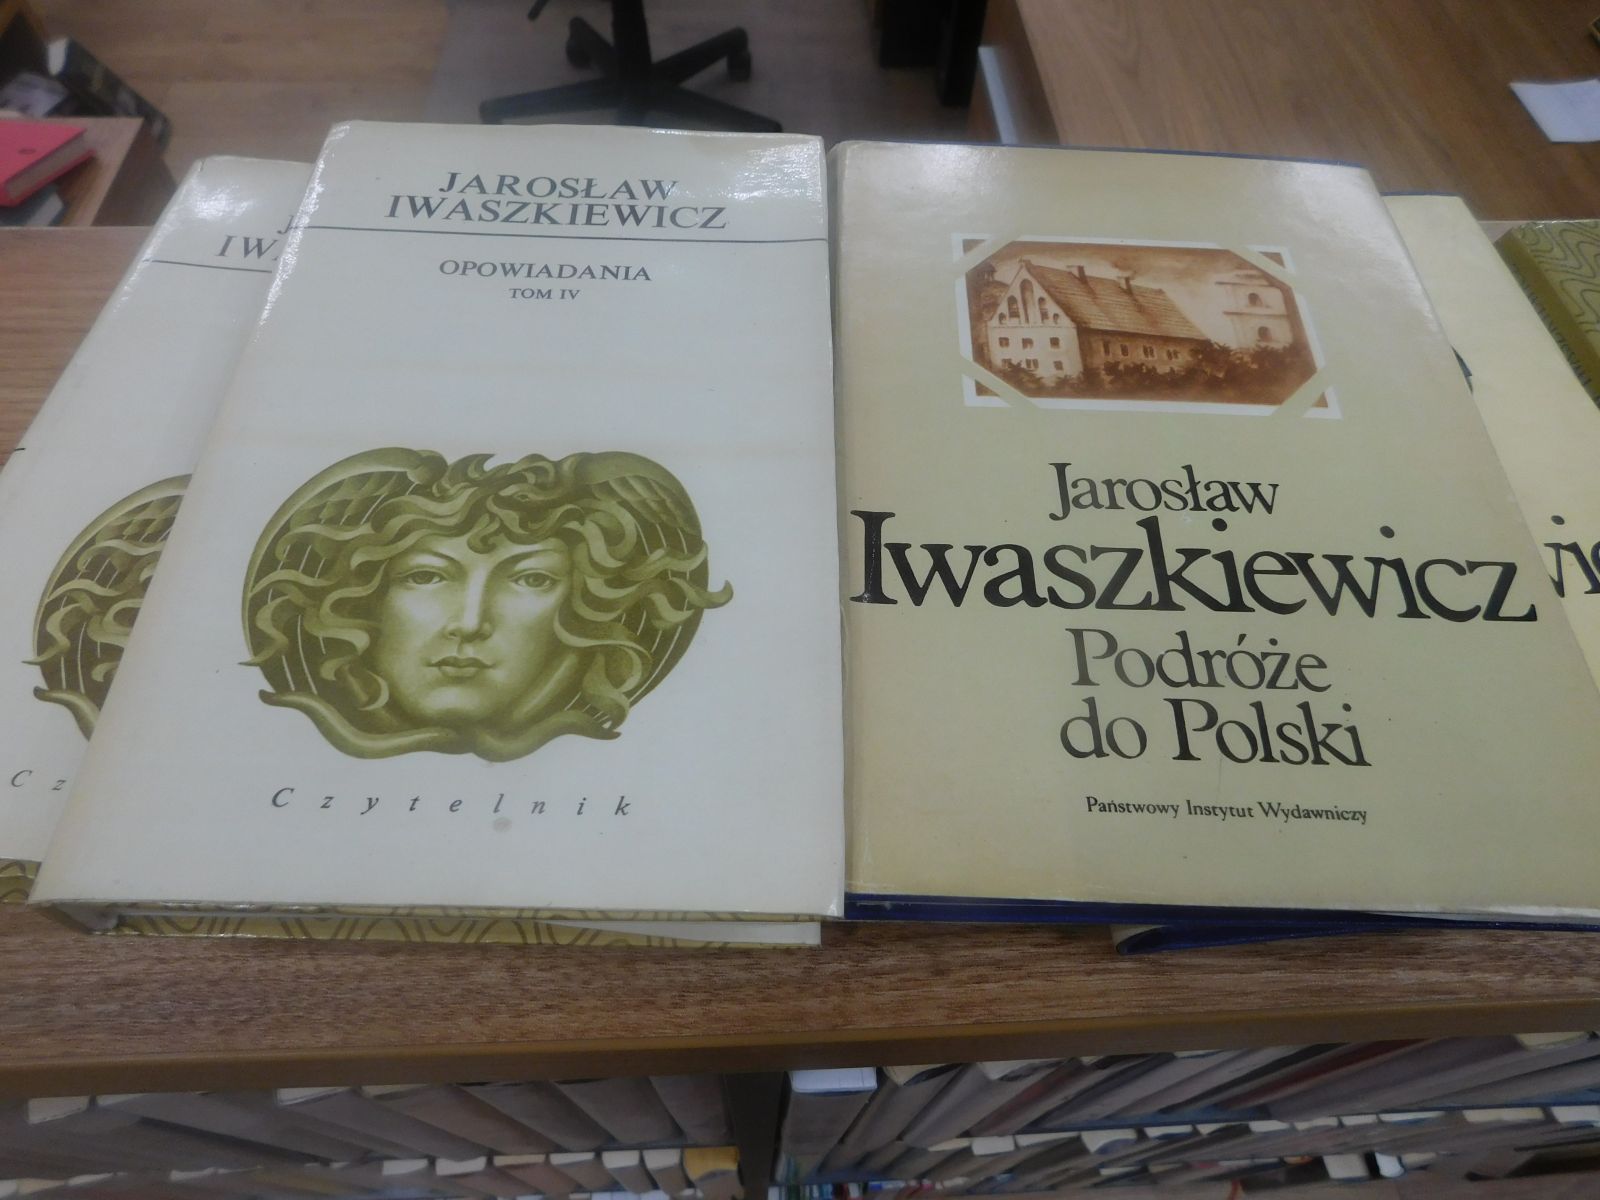 JAROSŁAW
IWASZKIEWICZ
OPOWIADANIA
TOM IV
Czytelnik
Jarosław
Iwaszkiewicz
Podróże
do Polski
Państwowy Instytut Wydawniczy